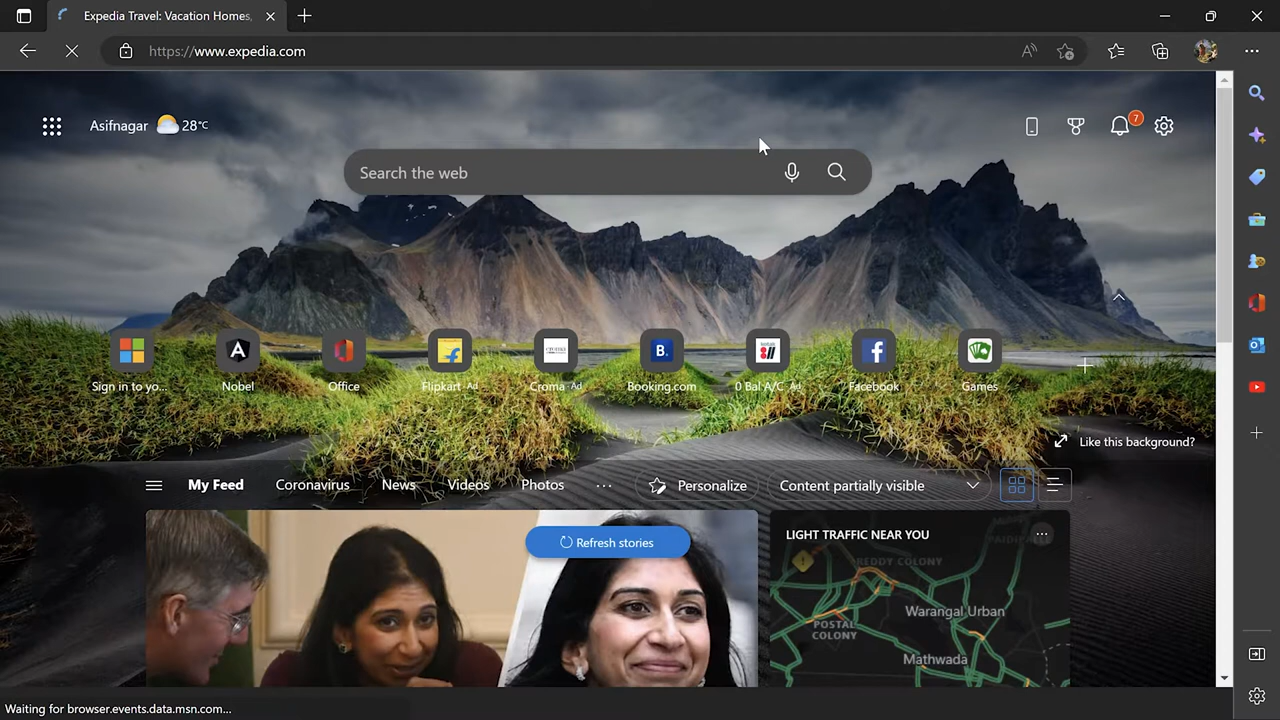 Expedia Travel: Vacation Homes,
https://www.expedia.com
Asifnagar 28°C
7
Search the web
Sign in to yo...
Nobel
Office
Flipkart · Ad
Croma · Ad
Booking.com
0 Bal A/C · Ad
Facebook
Games
Like this background?
My Feed
Coronavirus
News
Videos
Photos
Personalize
Content partially visible
Refresh stories
LIGHT TRAFFIC NEAR YOU
REDDY COLONY
Warangal Urban
POSTAL
COLONY
Mathwada
Waiting for browser.events.data.msn.com...